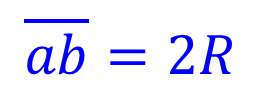 $\overline{ab} = 2R$